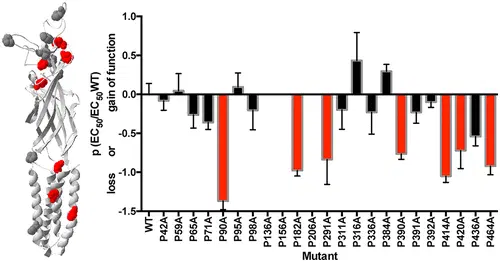 p (EC50/EC50WT)
loss or gain of function
1.0
0.5
0.0
-0.5
-1.0
-1.5
WT
P42A
P59A
P65A
P71A
P90A
P95A
P98A
P136A
P156A
P182A
P206A
P291A
P311A
P316A
P336A
P384A
P390A
P391A
P392A
P414A
P420A
P436A
P464A
Mutant